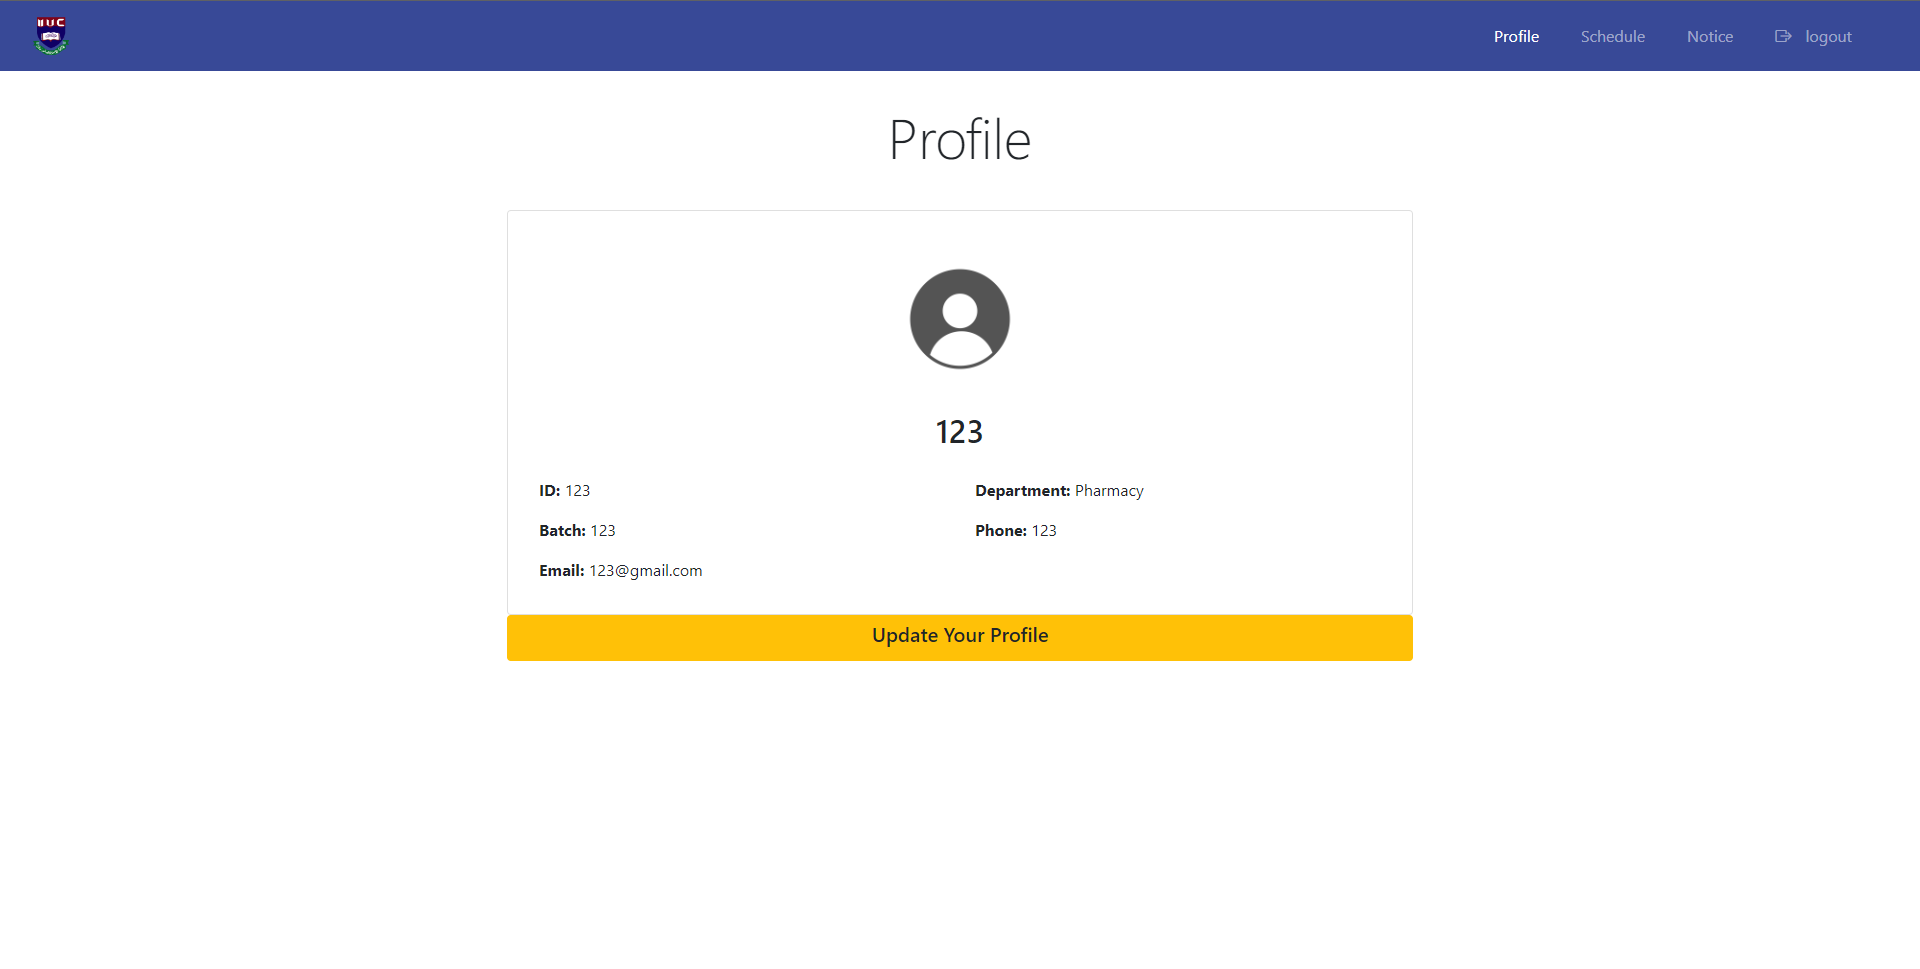 IIUC
Profile Schedule Notice logout
Profile
123
ID: 123 Department: Pharmacy
Batch: 123 Phone: 123
Email: 123@gmail.com
Update Your Profile